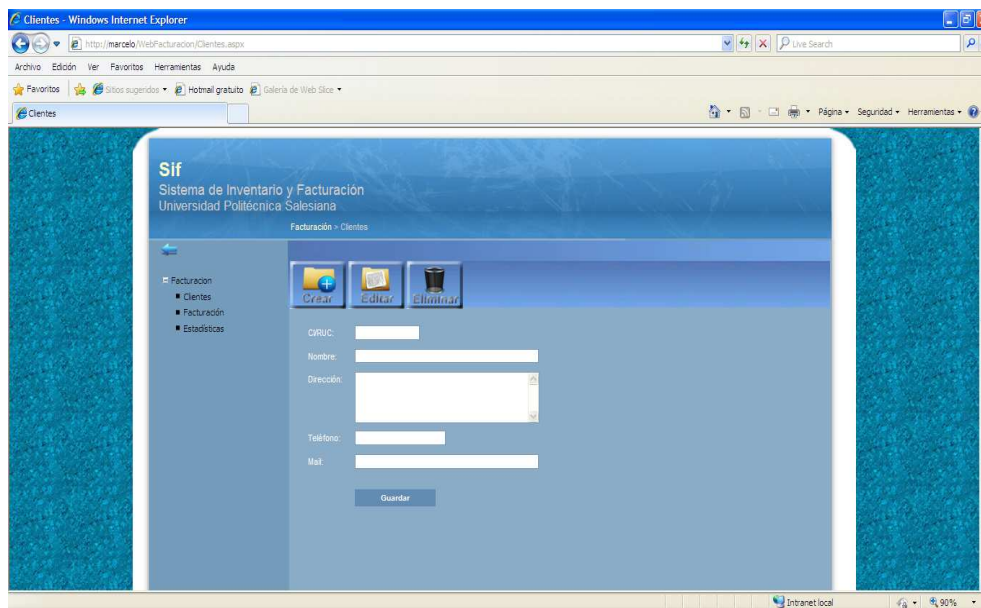 Clientes - Windows Internet Explorer
http://marcelo/WebFacturacion/Clientes.aspx
Live Search
Archivo Edición Ver Favoritos Herramientas Ayuda
Favoritos Sitios sugeridos Hotmail gratuito Galería de Web Slice
Clientes
Página Seguridad Herramientas
Sif
Sistema de Inventario y Facturación
Universidad Politécnica Salesiana
Facturación > Clientes
Facturacion
Clientes
Facturación
Estadísticas
Crear Editar Eliminar
CI/RUC:
Nombre:
Dirección:
Teléfono:
Mail:
Guardar
Intranet local
90%